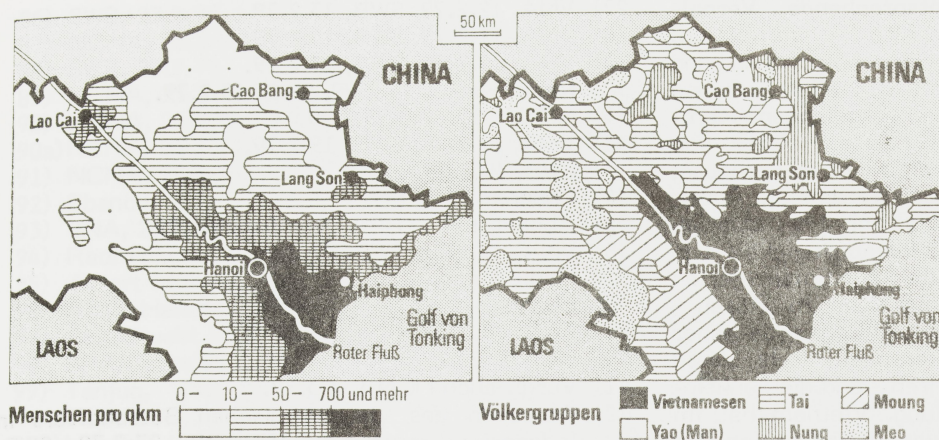 50 km
CHINA
Cao Bang
Lao Cai
Lang Son
Hanoi
Haiphong
Golf von
Tonking
LAOS
Roter Fluß
CHINA
Cao Bang
Lao Cai
Lang Son
Hanoi
Haiphong
Golf von
Tonking
LAOS
Roter Fluß
0– 10– 50– 700 und mehr
Menschen pro qkm
Völkergruppen
Vietnamesen
Tai
Moung
Yao (Man)
Nung
Meo